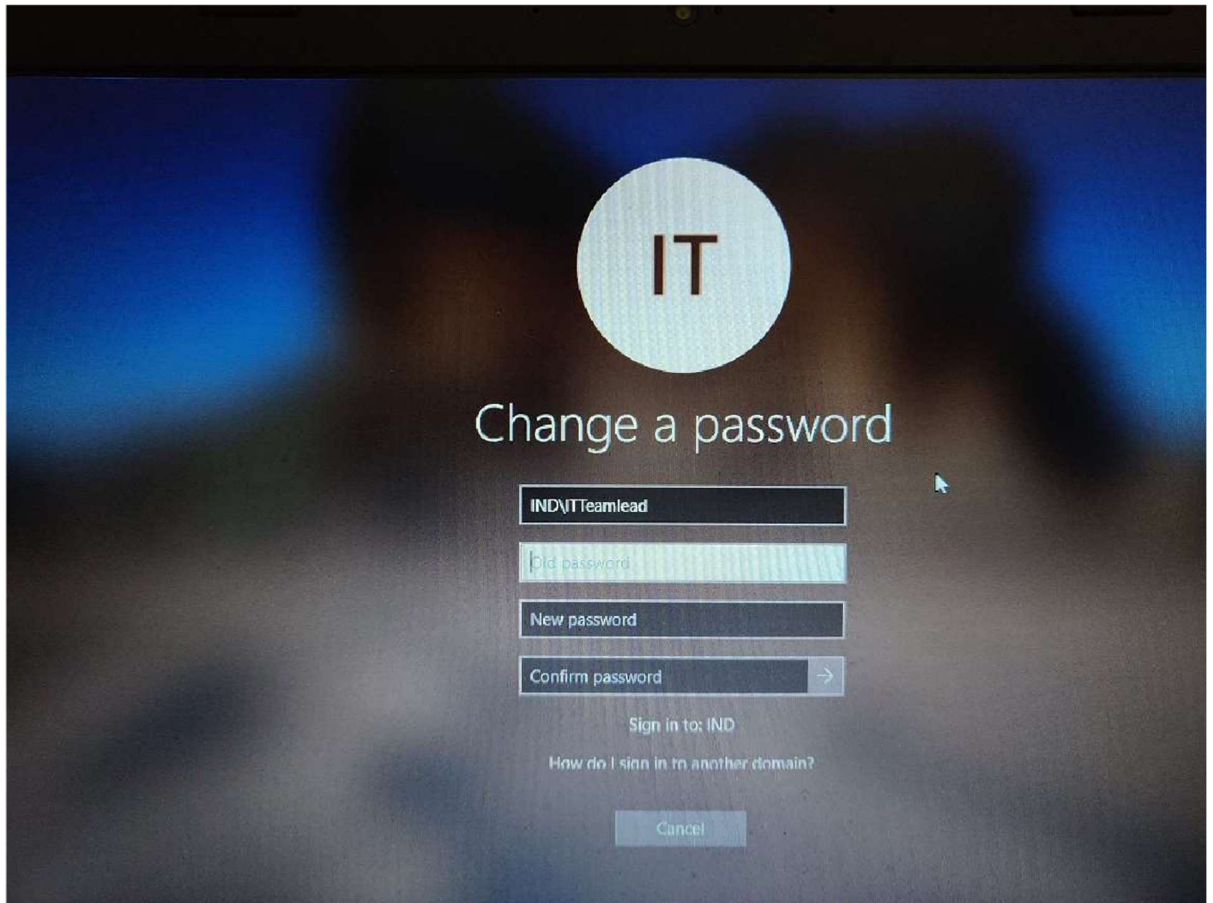 IT
Change a password
IND\ITTeamlead
Old password
New password
Confirm password
Sign in to: IND
How do I sign in to another domain?
Cancel